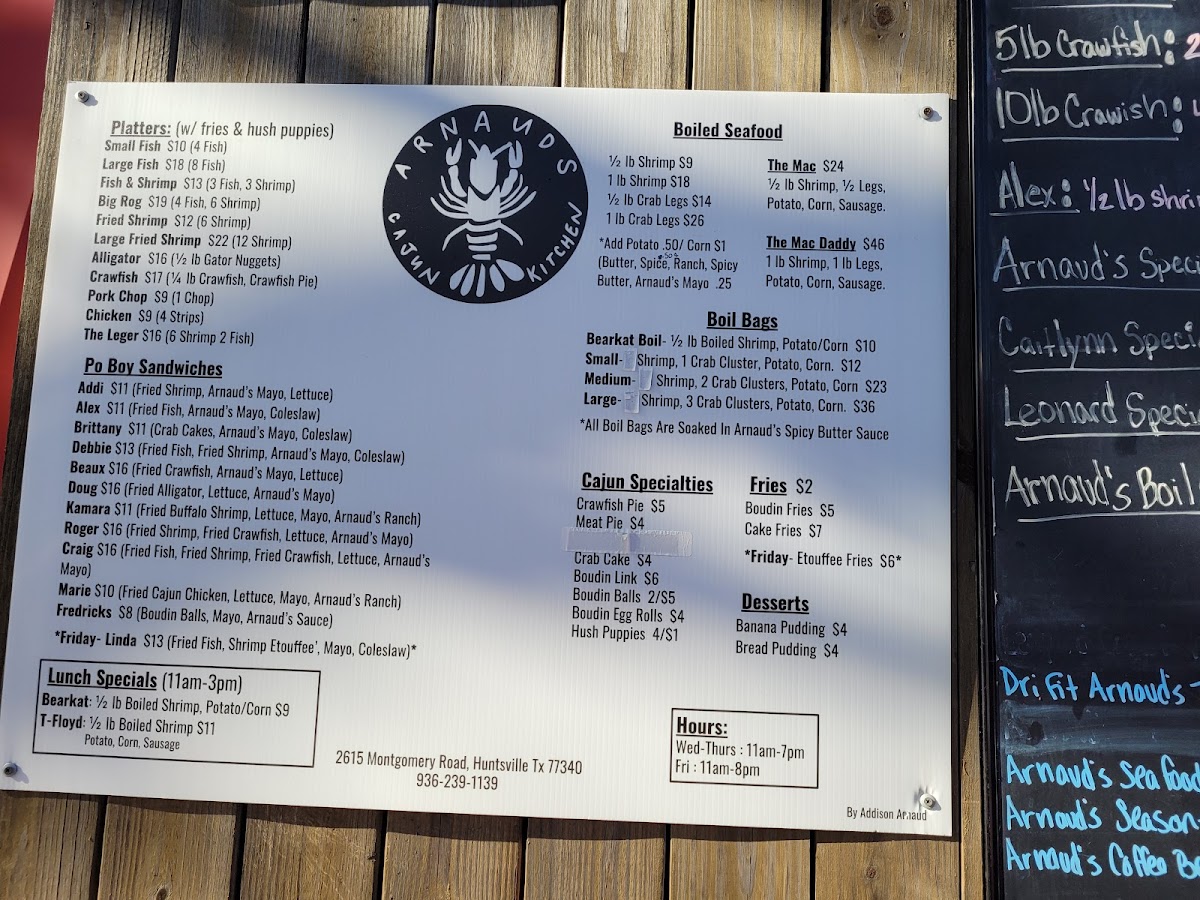 Platters: (w/ fries & hush puppies)
Small Fish $10 (4 Fish)
Large Fish $18 (8 Fish)
Fish & Shrimp $13 (3 Fish, 3 Shrimp)
Big Rog $19 (4 Fish, 6 Shrimp)
Fried Shrimp $12 (6 Shrimp)
Large Fried Shrimp $22 (12 Shrimp)
Alligator $16 (½ lb Gator Nuggets)
Crawfish $17 (¼ lb Crawfish, Crawfish Pie)
Pork Chop $9 (1 Chop)
Chicken $9 (4 Strips)
The Leger $16 (6 Shrimp 2 Fish)
Po Boy Sandwiches
Addi $11 (Fried Shrimp, Arnaud's Mayo, Lettuce)
Alex $11 (Fried Fish, Arnaud's Mayo, Coleslaw)
Brittany $11 (Crab Cakes, Arnaud's Mayo, Coleslaw)
Debbie $13 (Fried Fish, Fried Shrimp, Arnaud's Mayo, Coleslaw)
Beaux $16 (Fried Crawfish, Arnaud's Mayo, Lettuce)
Doug $16 (Fried Alligator, Lettuce, Arnaud's Mayo)
Kamara $11 (Fried Buffalo Shrimp, Lettuce, Mayo, Arnaud's Ranch)
Roger $16 (Fried Shrimp, Fried Crawfish, Lettuce, Arnaud's Mayo)
Craig $16 (Fried Fish, Fried Shrimp, Fried Crawfish, Lettuce, Arnaud's
Mayo)
Marie $10 (Fried Cajun Chicken, Lettuce, Mayo, Arnaud's Ranch)
Fredricks $8 (Boudin Balls, Mayo, Arnaud's Sauce)
*Friday- Linda $13 (Fried Fish, Shrimp Etouffee', Mayo, Coleslaw)*
Lunch Specials (11am-3pm)
Bearkat: ½ lb Boiled Shrimp, Potato/Corn $9
T-Floyd: ½ lb Boiled Shrimp $11
Potato, Corn, Sausage
ARNAUDS
CAJUN KITCHEN
Boiled Seafood
½ lb Shrimp $9
1 lb Shrimp $18
½ lb Crab Legs $14
1 lb Crab Legs $26
*Add Potato .50/ Corn $1
(Butter, Spice, Ranch, Spicy
Butter, Arnaud's Mayo .25
The Mac $24
½ lb Shrimp, ½ Legs,
Potato, Corn, Sausage.
The Mac Daddy $46
1 lb Shrimp, 1 lb Legs,
Potato, Corn, Sausage.
Boil Bags
Bearkat Boil- ½ lb Boiled Shrimp, Potato/Corn $10
Small- Shrimp, 1 Crab Cluster, Potato, Corn. $12
Medium- Shrimp, 2 Crab Clusters, Potato, Corn $23
Large- Shrimp, 3 Crab Clusters, Potato, Corn. $36
*All Boil Bags Are Soaked In Arnaud's Spicy Butter Sauce
Cajun Specialties
Crawfish Pie $5
Meat Pie $4
Crab Cake $4
Boudin Link $6
Boudin Balls 2/$5
Boudin Egg Rolls $4
Hush Puppies 4/$1
Fries $2
Boudin Fries $5
Cake Fries $7
*Friday- Etouffee Fries $6*
Desserts
Banana Pudding $4
Bread Pudding $4
Hours:
Wed-Thurs : 11am-7pm
Fri : 11am-8pm
2615 Montgomery Road, Huntsville Tx 77340
936-239-1139
By Addison Arnaud
5lb Crawfish: 2
10lb Crawish:
Alex: ½ lb shri
Arnaud's Speci
Caitlynn Specia
Leonard Specia
Arnaud's Boil
Dri Fit Arnaud's -
Arnaud's Seafood
Arnaud's Season
Arnaud's Coffee Be